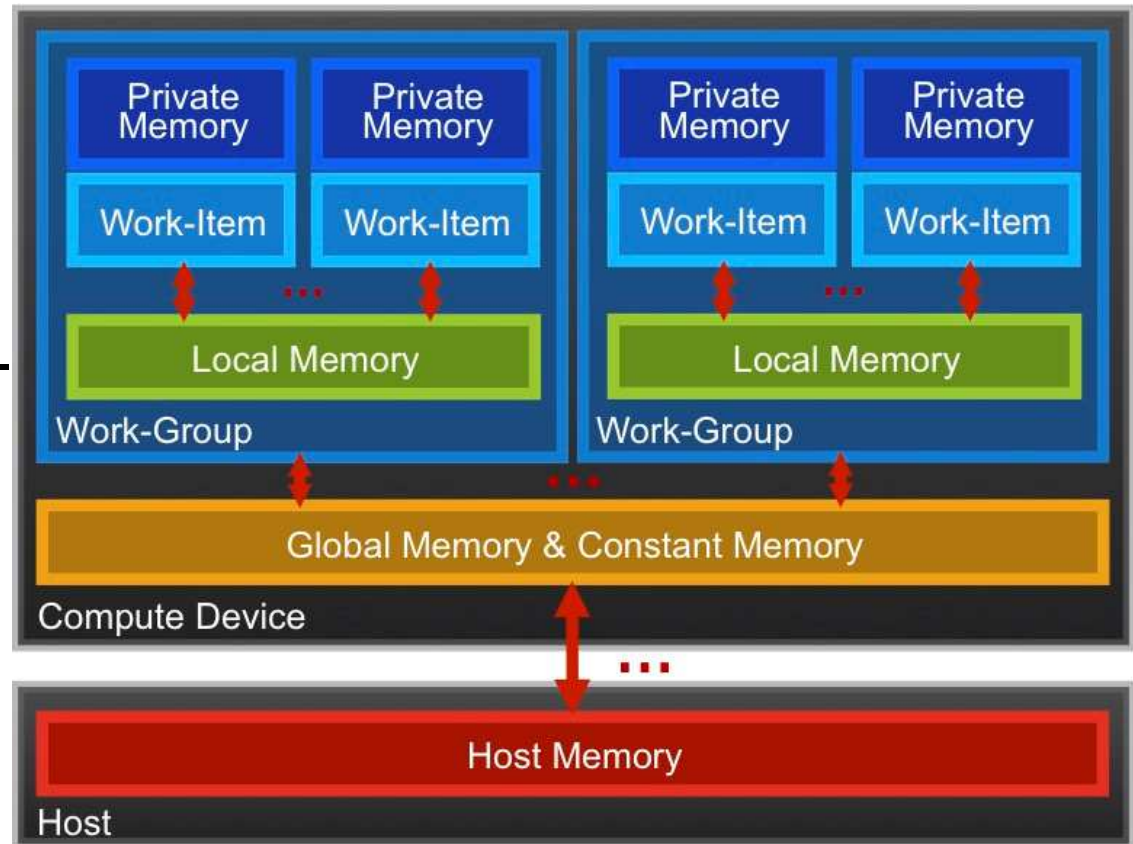 Private
Memory
Private
Memory
Private
Memory
Private
Memory
Work-Item
Work-Item
Work-Item
Work-Item
...
...
Local Memory
Local Memory
Work-Group
Work-Group
...
Global Memory & Constant Memory
Compute Device
...
Host Memory
Host